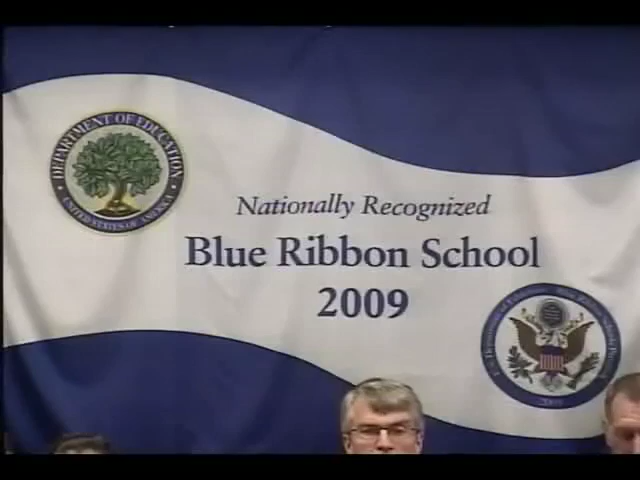 DEPARTMENT OF EDUCATION
UNITED STATES OF AMERICA
Nationally Recognized
Blue Ribbon School
2009